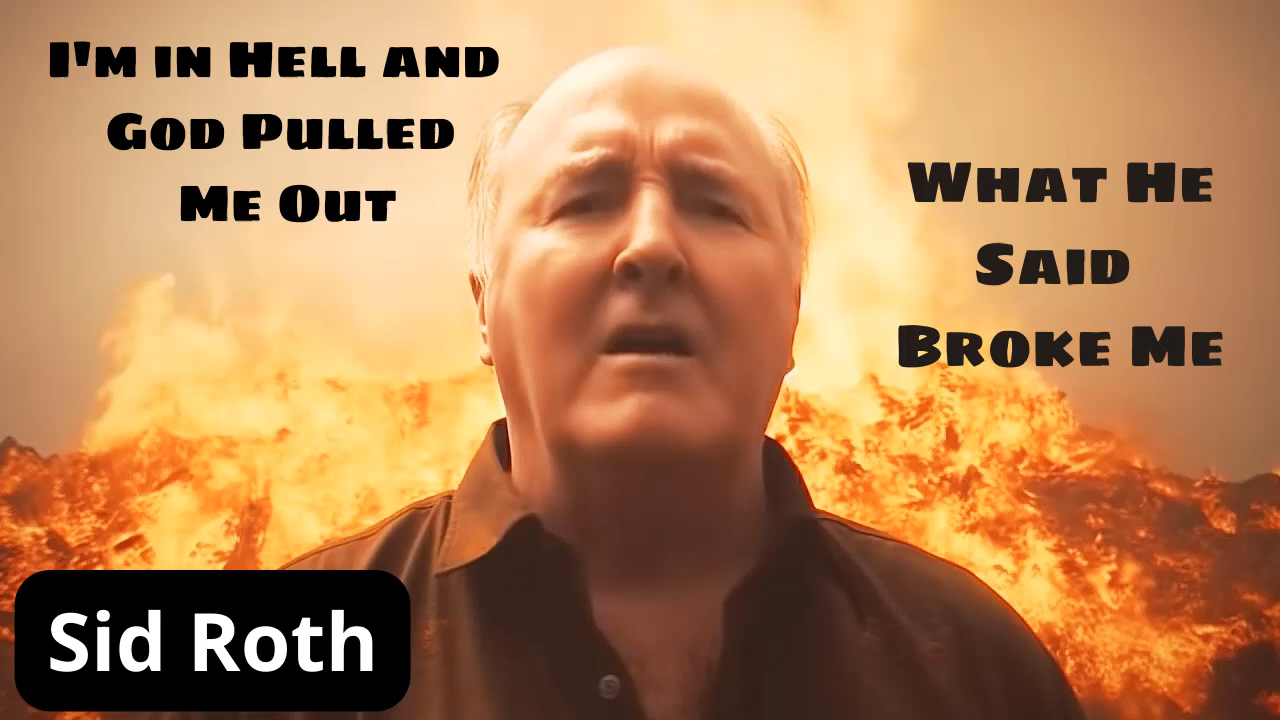 I'm in Hell and
God Pulled
Me Out
What He
Said
Broke Me
Sid Roth